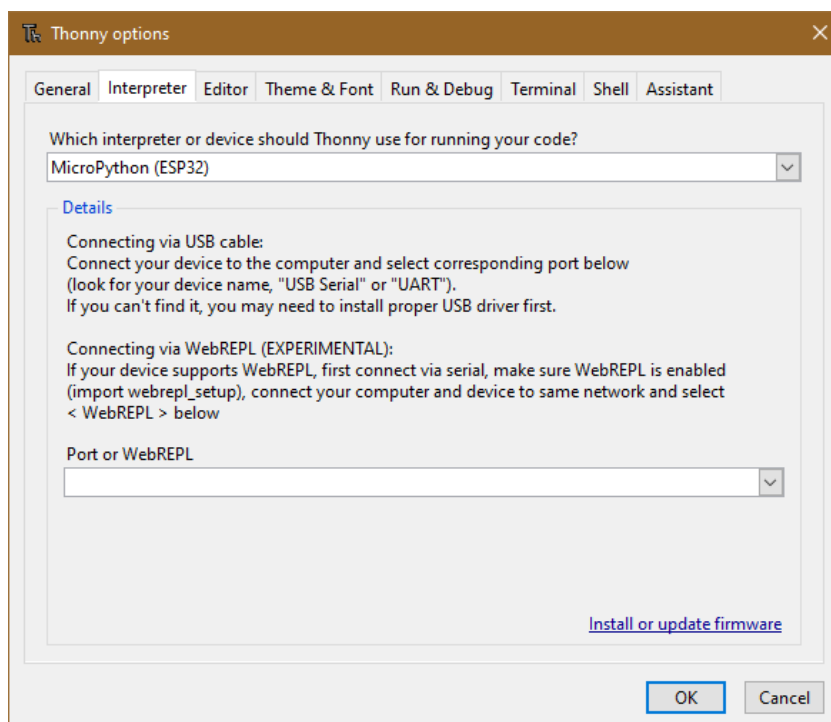 Thonny options
General Interpreter Editor Theme & Font Run & Debug Terminal Shell Assistant
Which interpreter or device should Thonny use for running your code?
MicroPython (ESP32)
Details
Connecting via USB cable:
Connect your device to the computer and select corresponding port below
(look for your device name, "USB Serial" or "UART").
If you can't find it, you may need to install proper USB driver first.
Connecting via WebREPL (EXPERIMENTAL):
If your device supports WebREPL, first connect via serial, make sure WebREPL is enabled
(import webrepl_setup), connect your computer and device to same network and select
< WebREPL > below
Port or WebREPL
Install or update firmware
OK Cancel